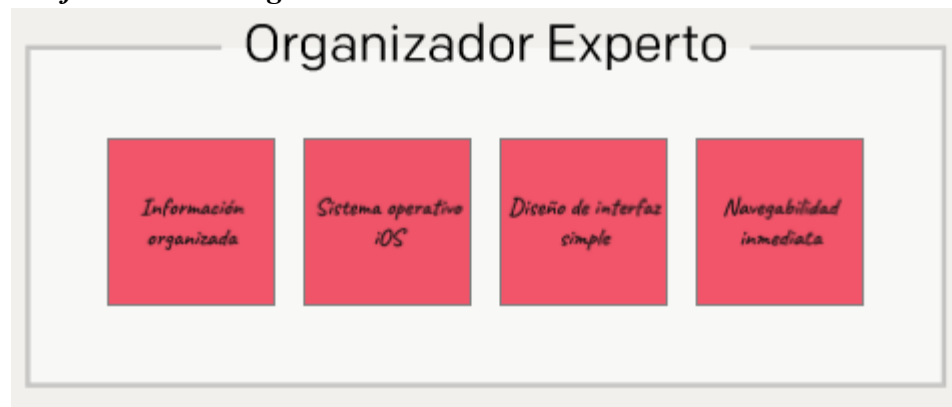 Organizador Experto
Información
organizada
Sistema operativo
iOS
Diseño de interfaz
simple
Navegabilidad
inmediata